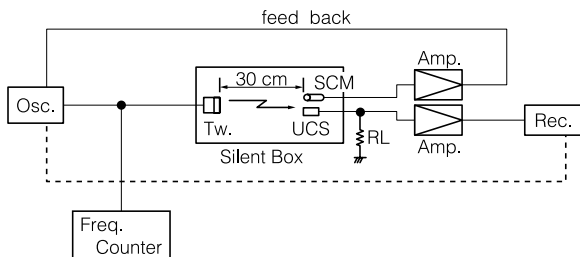 feed back
Amp.
30 cm
SCM
Osc.
Tw.
UCS
RL
Amp.
Rec.
Silent Box
Freq.
Counter